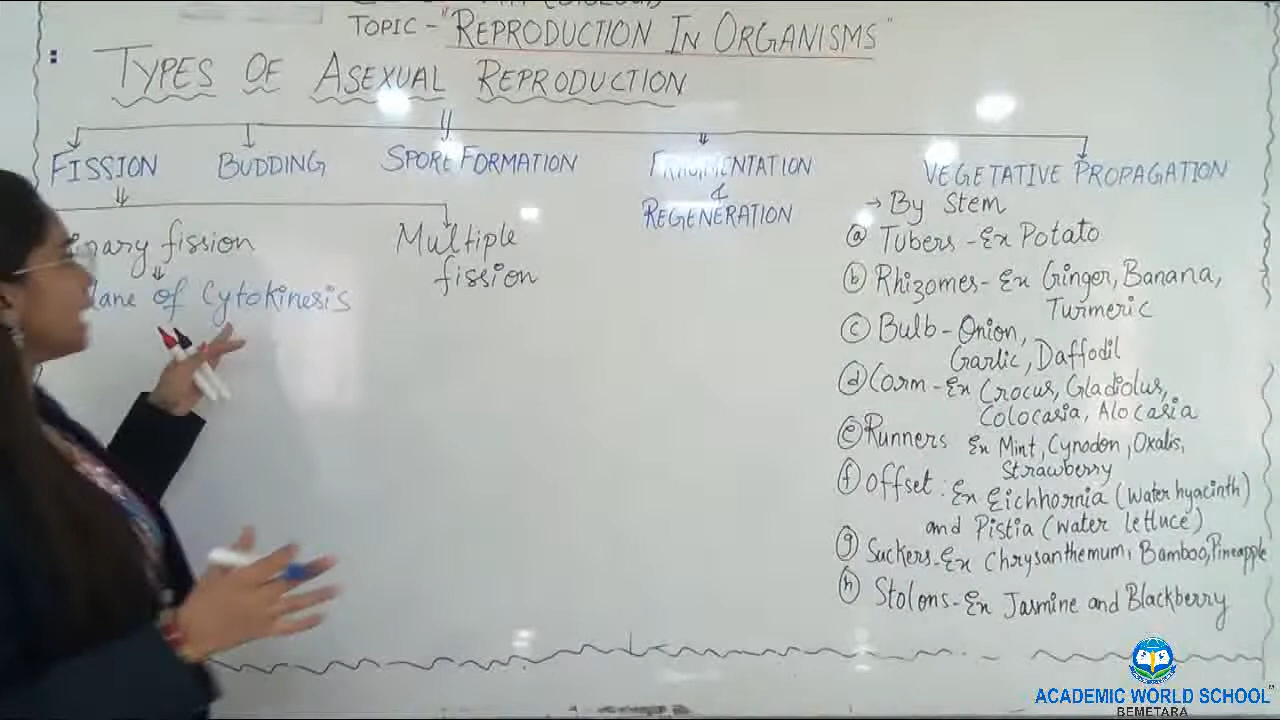 TOPIC - "REPRODUCTION IN ORGANISMS"
TYPES OF ASEXUAL REPRODUCTION
FISSION
BUDDING
SPORE FORMATION
& REGENERATION
VEGETATIVE PROPAGATION
fission
Multiple
fission
of Cytokinesis
→ By Stem
(a) Tubers - Ex Potato
(b) Rhizomes - Ex Ginger, Banana,
Turmeric
(c) Bulb - Onion,
Garlic, Daffodil
(d) Corm - Ex Crocus, Gladiolus,
Colocasia, Alocasia
(e) Runners Ex Mint, Cynodon, Oxalis,
Strawberry
(f) Offset : Ex Eichhornia (Water hyacinth)
and Pistia (water lettuce)
(g) Suckers - Ex Chrysanthemum, Bamboo, Pineapple
(h) Stolons - Ex Jasmine and Blackberry
ACADEMIC WORLD SCHOOL"
BEMETARA